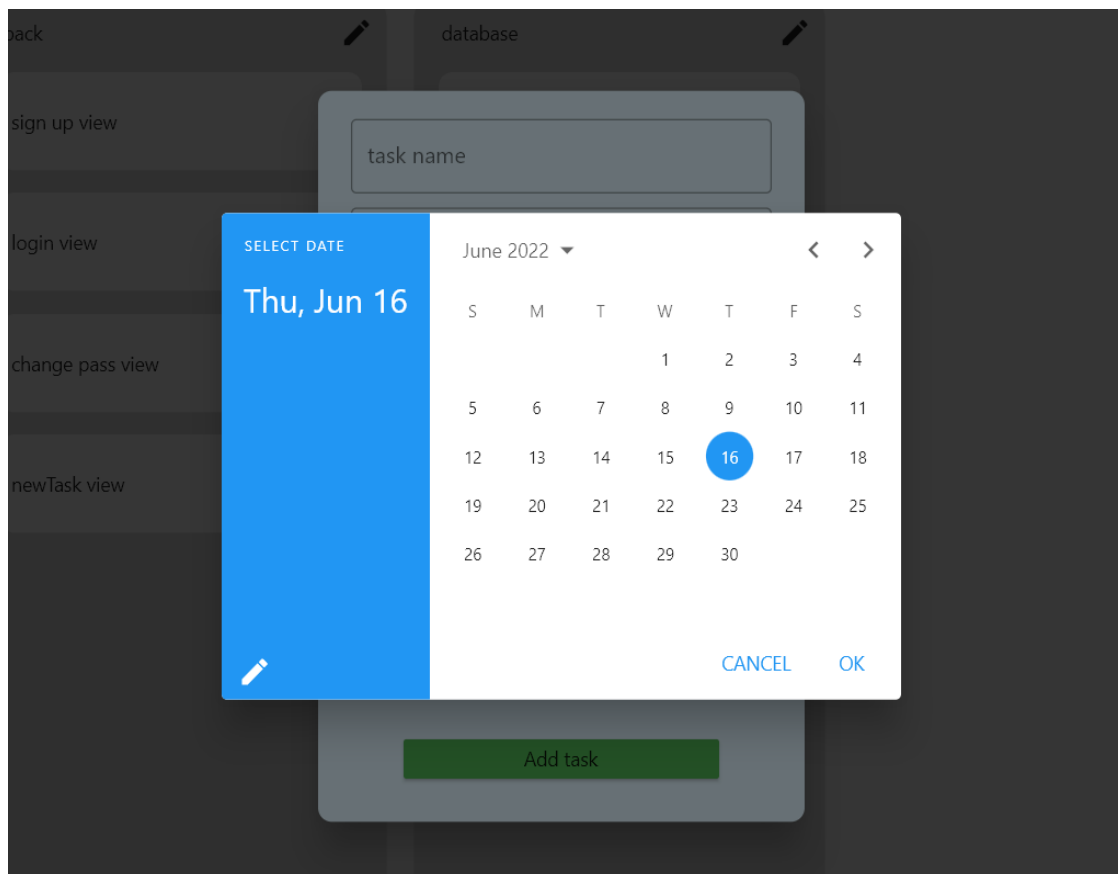 back
database
sign up view
task name
login view
change pass view
newTask view
SELECT DATE
Thu, Jun 16
June 2022
S M T W T F S
1 2 3 4
5 6 7 8 9 10 11
12 13 14 15 16 17 18
19 20 21 22 23 24 25
26 27 28 29 30
CANCEL OK
Add task